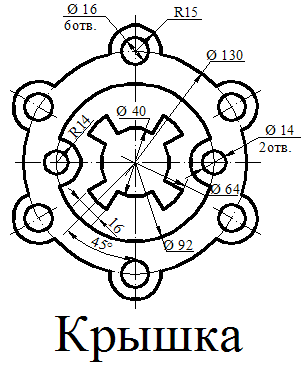 Ø 16
6отв.
R15
Ø 130
Ø 40
R14
Ø 14
2отв.
Ø 64
16
45°
Ø 92
Крышка